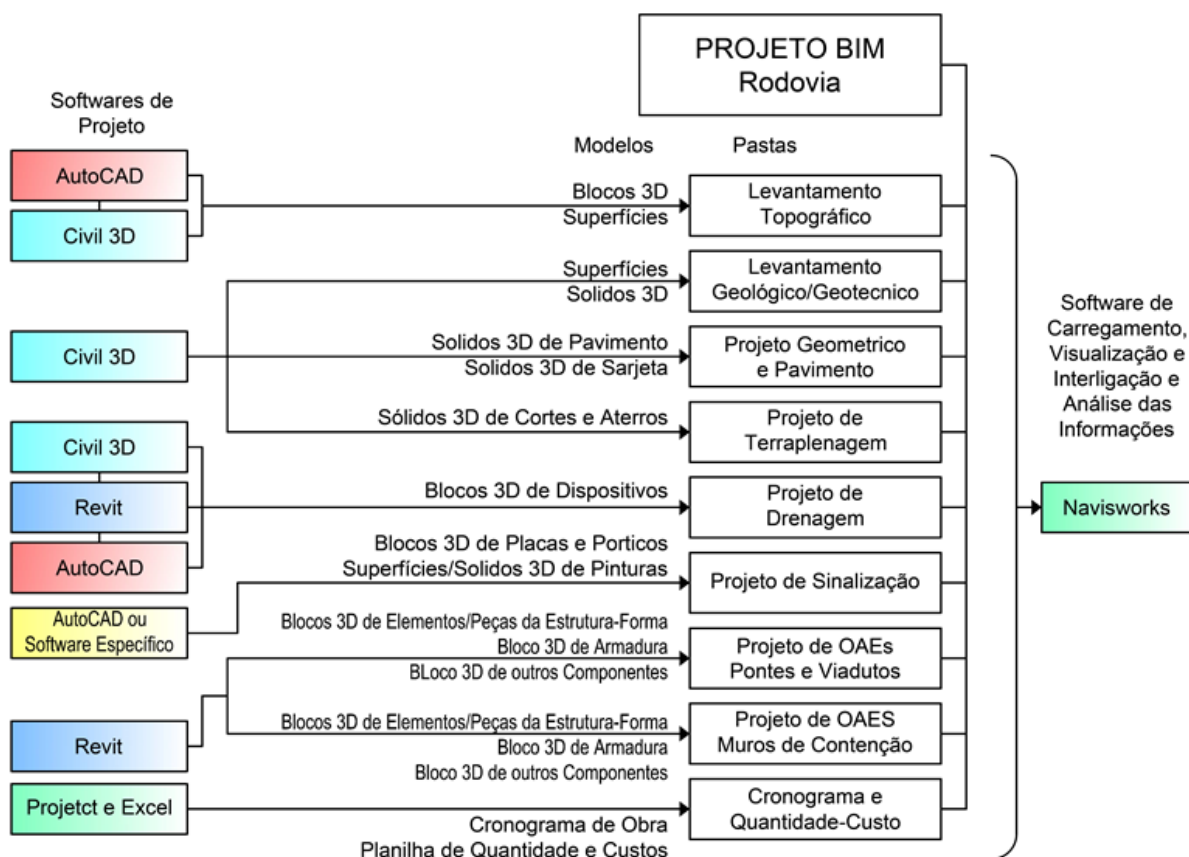 PROJETO BIM
Rodovia
Softwares de
Projeto
Modelos
Pastas
AutoCAD
Civil 3D
Blocos 3D
Superfícies
Levantamento
Topográfico
Superfícies
Solidos 3D
Levantamento
Geológico/Geotecnico
Civil 3D
Solidos 3D de Pavimento
Solidos 3D de Sarjeta
Projeto Geometrico
e Pavimento
Sólidos 3D de Cortes e Aterros
Projeto de
Terraplenagem
Civil 3D
Revit
AutoCAD
Blocos 3D de Dispositivos
Projeto de
Drenagem
AutoCAD ou
Software Específico
Blocos 3D de Placas e Porticos
Superfícies/Solidos 3D de Pinturas
Projeto de Sinalização
Blocos 3D de Elementos/Peças da Estrutura-Forma
Bloco 3D de Armadura
BLoco 3D de outros Componentes
Projeto de OAEs
Pontes e Viadutos
Revit
Blocos 3D de Elementos/Peças da Estrutura-Forma
Bloco 3D de Armadura
Bloco 3D de outros Componentes
Projeto de OAES
Muros de Contenção
Projetct e Excel
Cronograma de Obra
Planilha de Quantidade e Custos
Cronograma e
Quantidade-Custo
Software de
Carregamento,
Visualização e
Interligação e
Análise das
Informações
Navisworks